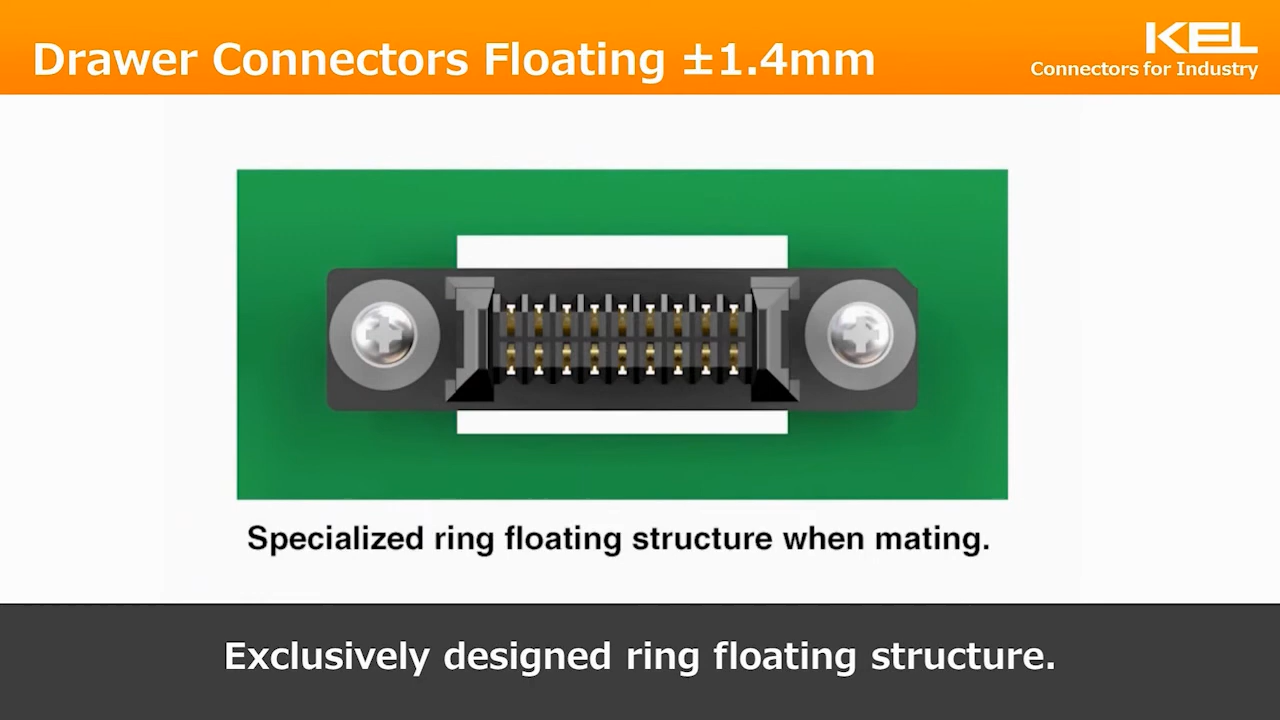 Drawer Connectors Floating ±1.4mm
KEL
Connectors for Industry
Specialized ring floating structure when mating.
Exclusively designed ring floating structure.